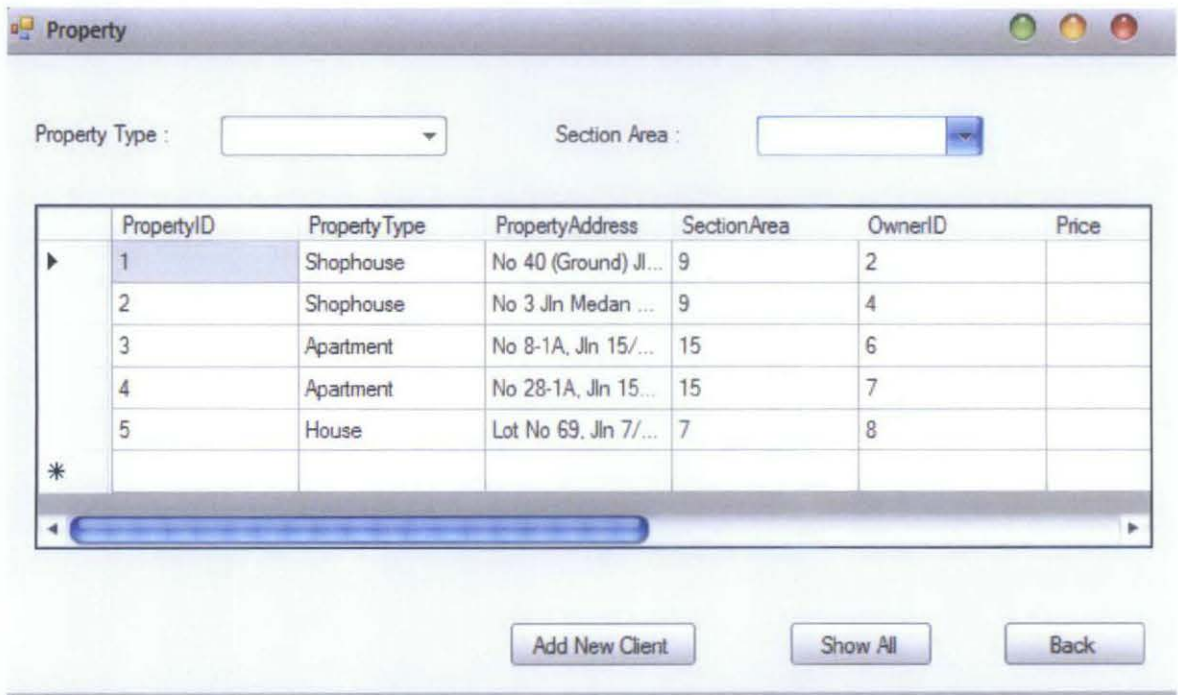 Property
Property Type : Section Area :
PropertyID PropertyType PropertyAddress SectionArea OwnerID Price
1 Shophouse No 40 (Ground) Jl... 9 2
2 Shophouse No 3 Jln Medan ... 9 4
3 Apartment No 8-1A, Jln 15/... 15 6
4 Apartment No 28-1A, Jln 15... 15 7
5 House Lot No 69, Jln 7/... 7 8
Add New Client Show All Back